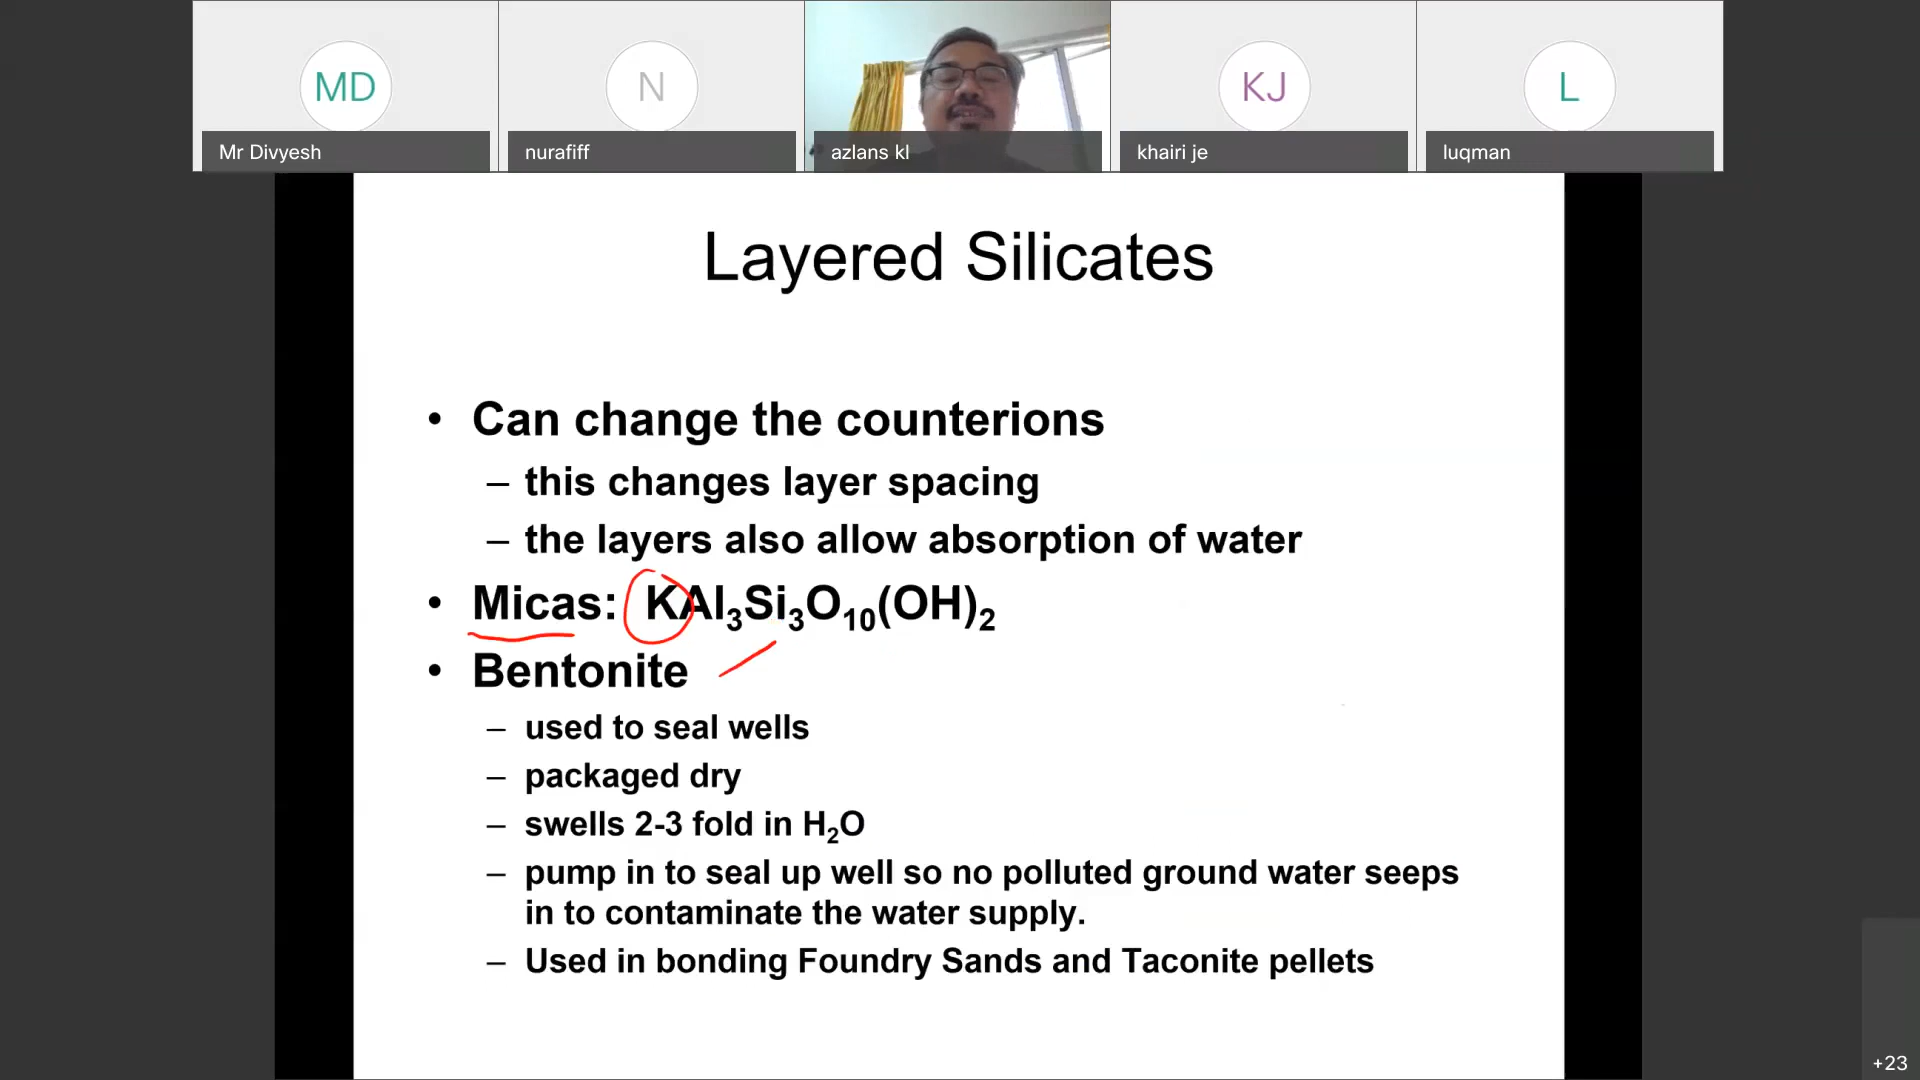 MD
N
KJ
L
Mr Divyesh
nurafiff
azlans kl
khairi je
luqman
Layered Silicates
• Can change the counterions
– this changes layer spacing
– the layers also allow absorption of water
• Micas: KAl₃Si₃O₁₀(OH)₂
• Bentonite
– used to seal wells
– packaged dry
– swells 2-3 fold in H₂O
– pump in to seal up well so no polluted ground water seeps
in to contaminate the water supply.
– Used in bonding Foundry Sands and Taconite pellets
+23